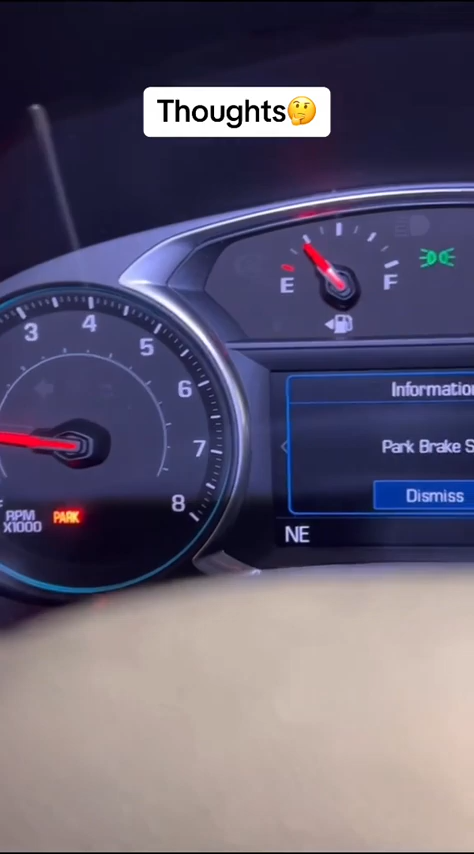 Thoughts🤔
E
F
3
4
5
6
7
8
RPM
X1000
PARK
Information
Park Brake S
Dismiss
NE